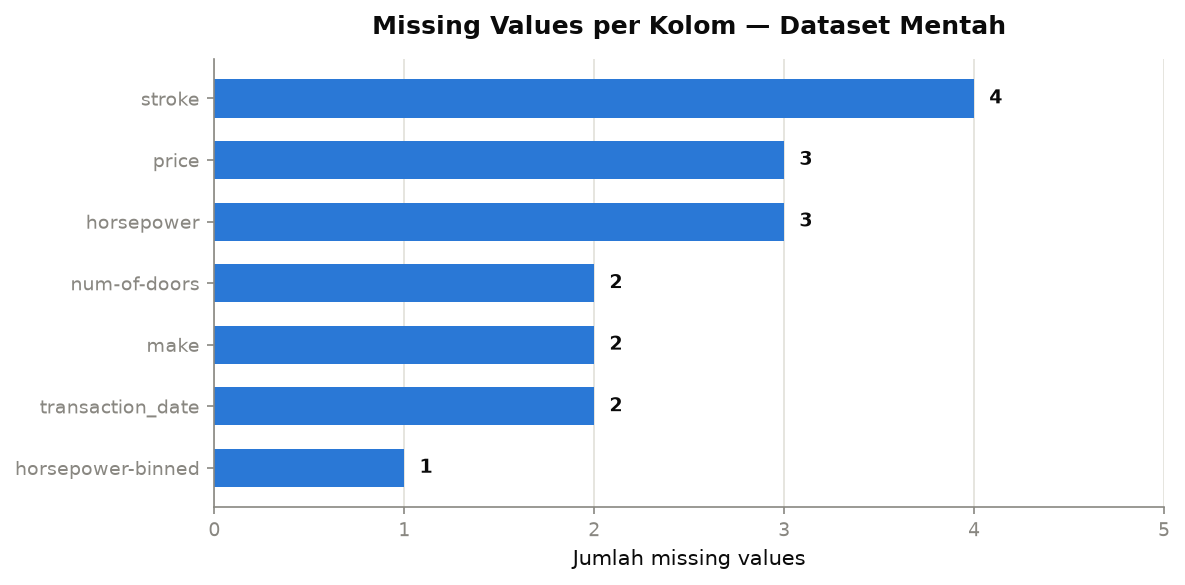 Missing Values per Kolom — Dataset Mentah
stroke 4
price 3
horsepower 3
num-of-doors 2
make 2
transaction_date 2
horsepower-binned 1
0 1 2 3 4 5
Jumlah missing values